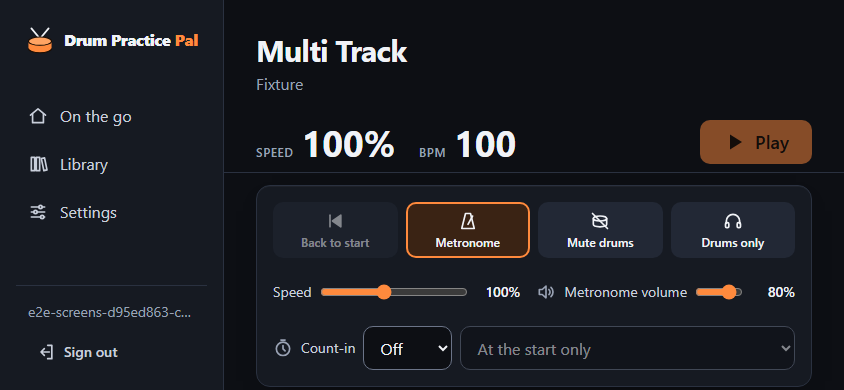 Drum Practice Pal
On the go
Library
Settings
e2e-screens-d95ed863-c...
Sign out
Multi Track
Fixture
SPEED 100% BPM 100
Play
Back to start
Metronome
Mute drums
Drums only
Speed 100% Metronome volume 80%
Count-in Off At the start only